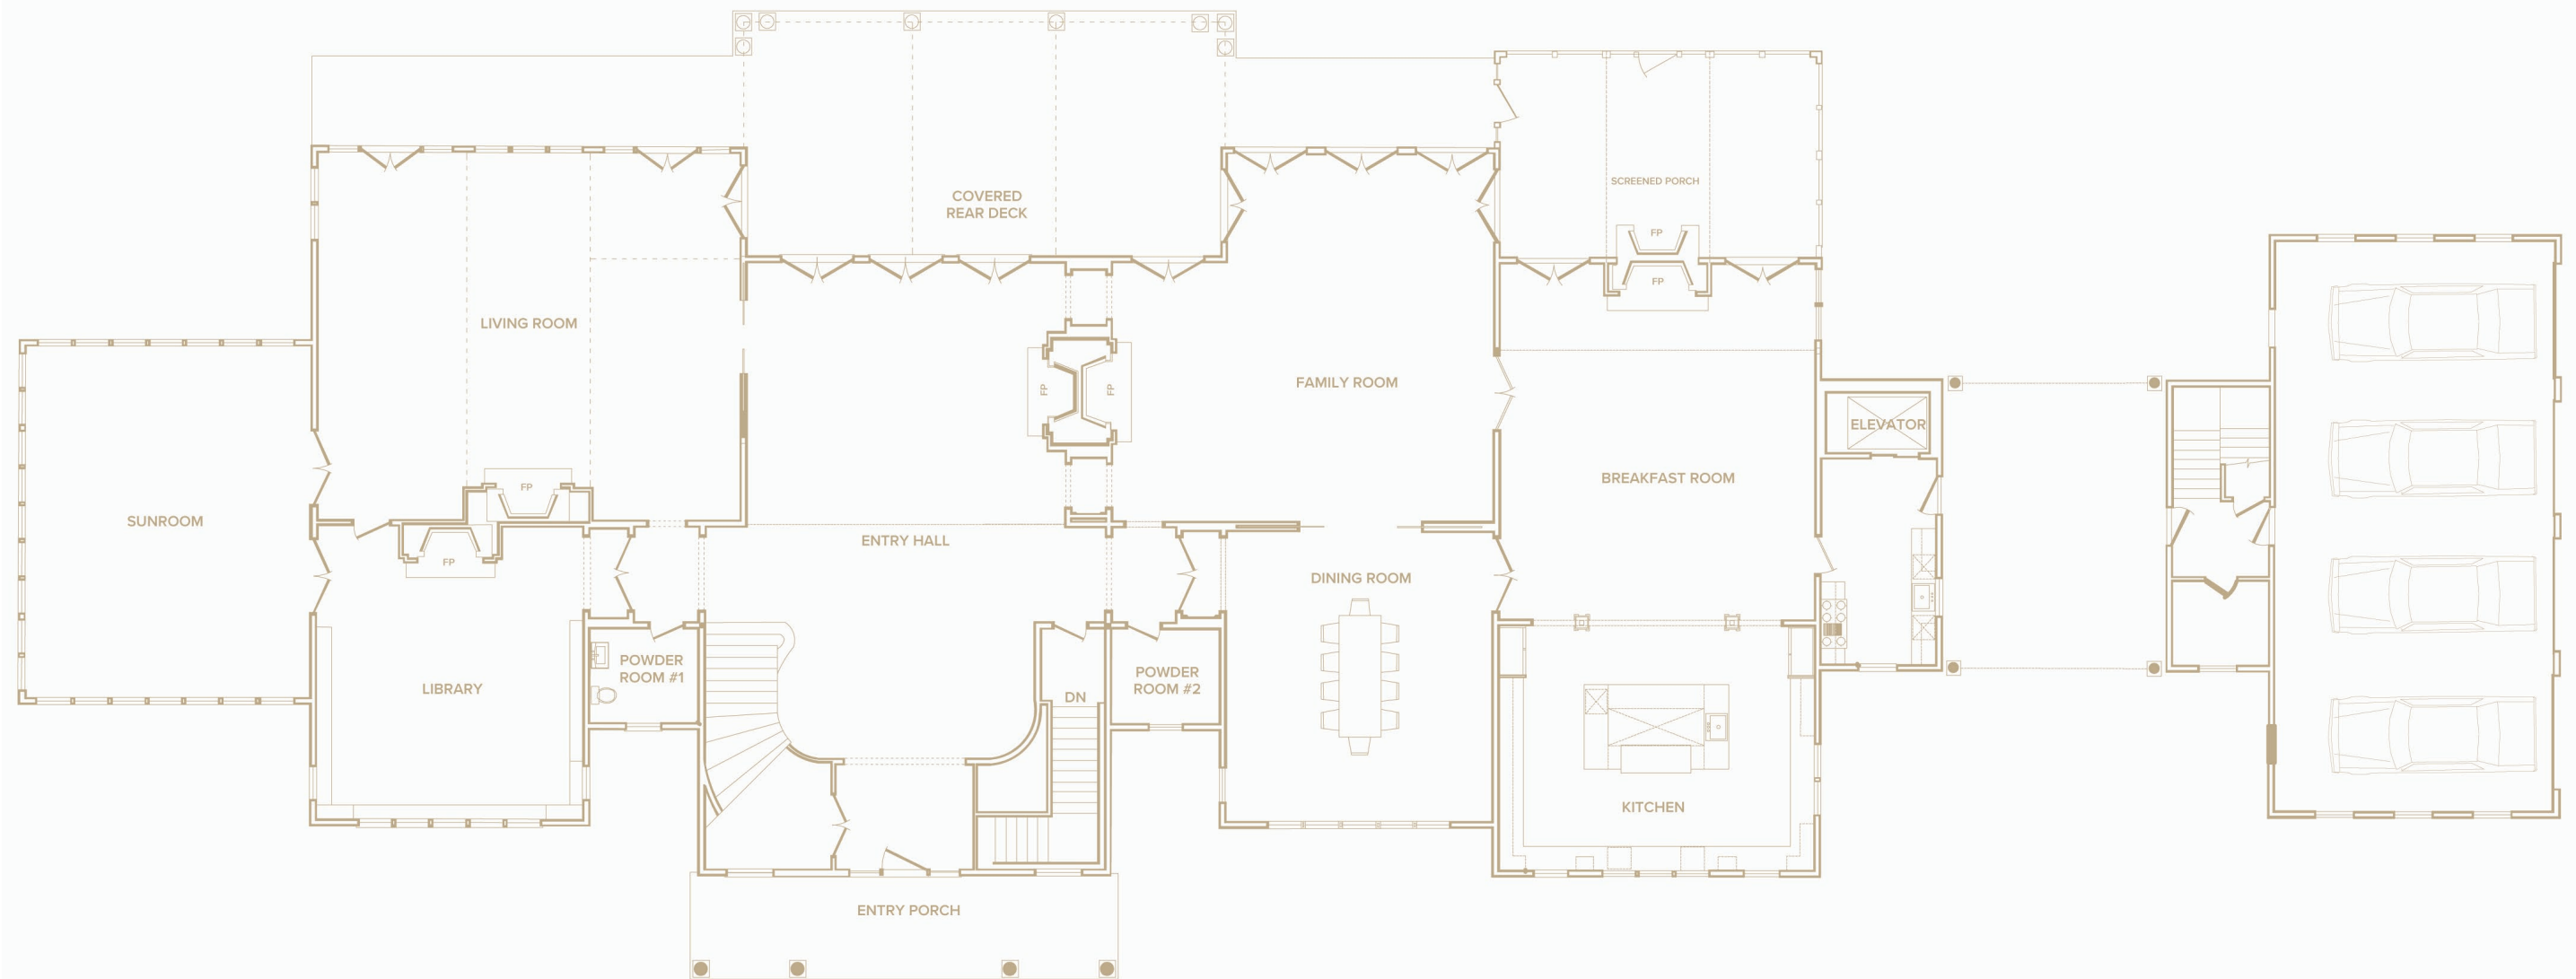 COVERED
REAR DECK
SCREENED PORCH
FP
FP
LIVING ROOM
FAMILY ROOM
FP
FP
ELEVATOR
BREAKFAST ROOM
FP
SUNROOM
ENTRY HALL
FP
DINING ROOM
POWDER
ROOM #1
POWDER
ROOM #2
LIBRARY
DN
KITCHEN
ENTRY PORCH